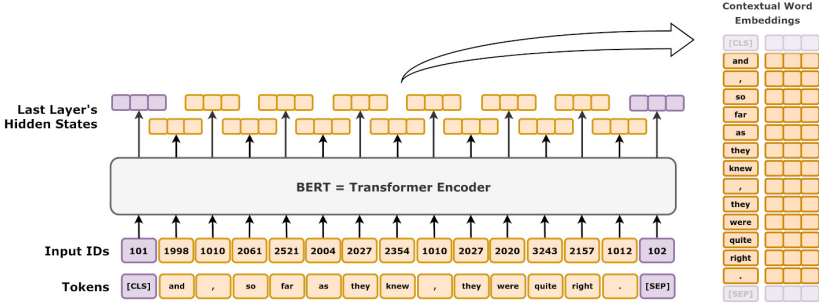 Contextual Word
Embeddings
[CLS]
and
,
so
far
as
they
knew
,
they
were
quite
right
.
[SEP]
Last Layer's
Hidden States
BERT = Transformer Encoder
Input IDs 101 1998 1010 2061 2521 2004 2027 2354 1010 2027 2020 3243 2157 1012 102
Tokens [CLS] and , so far as they knew , they were quite right . [SEP]